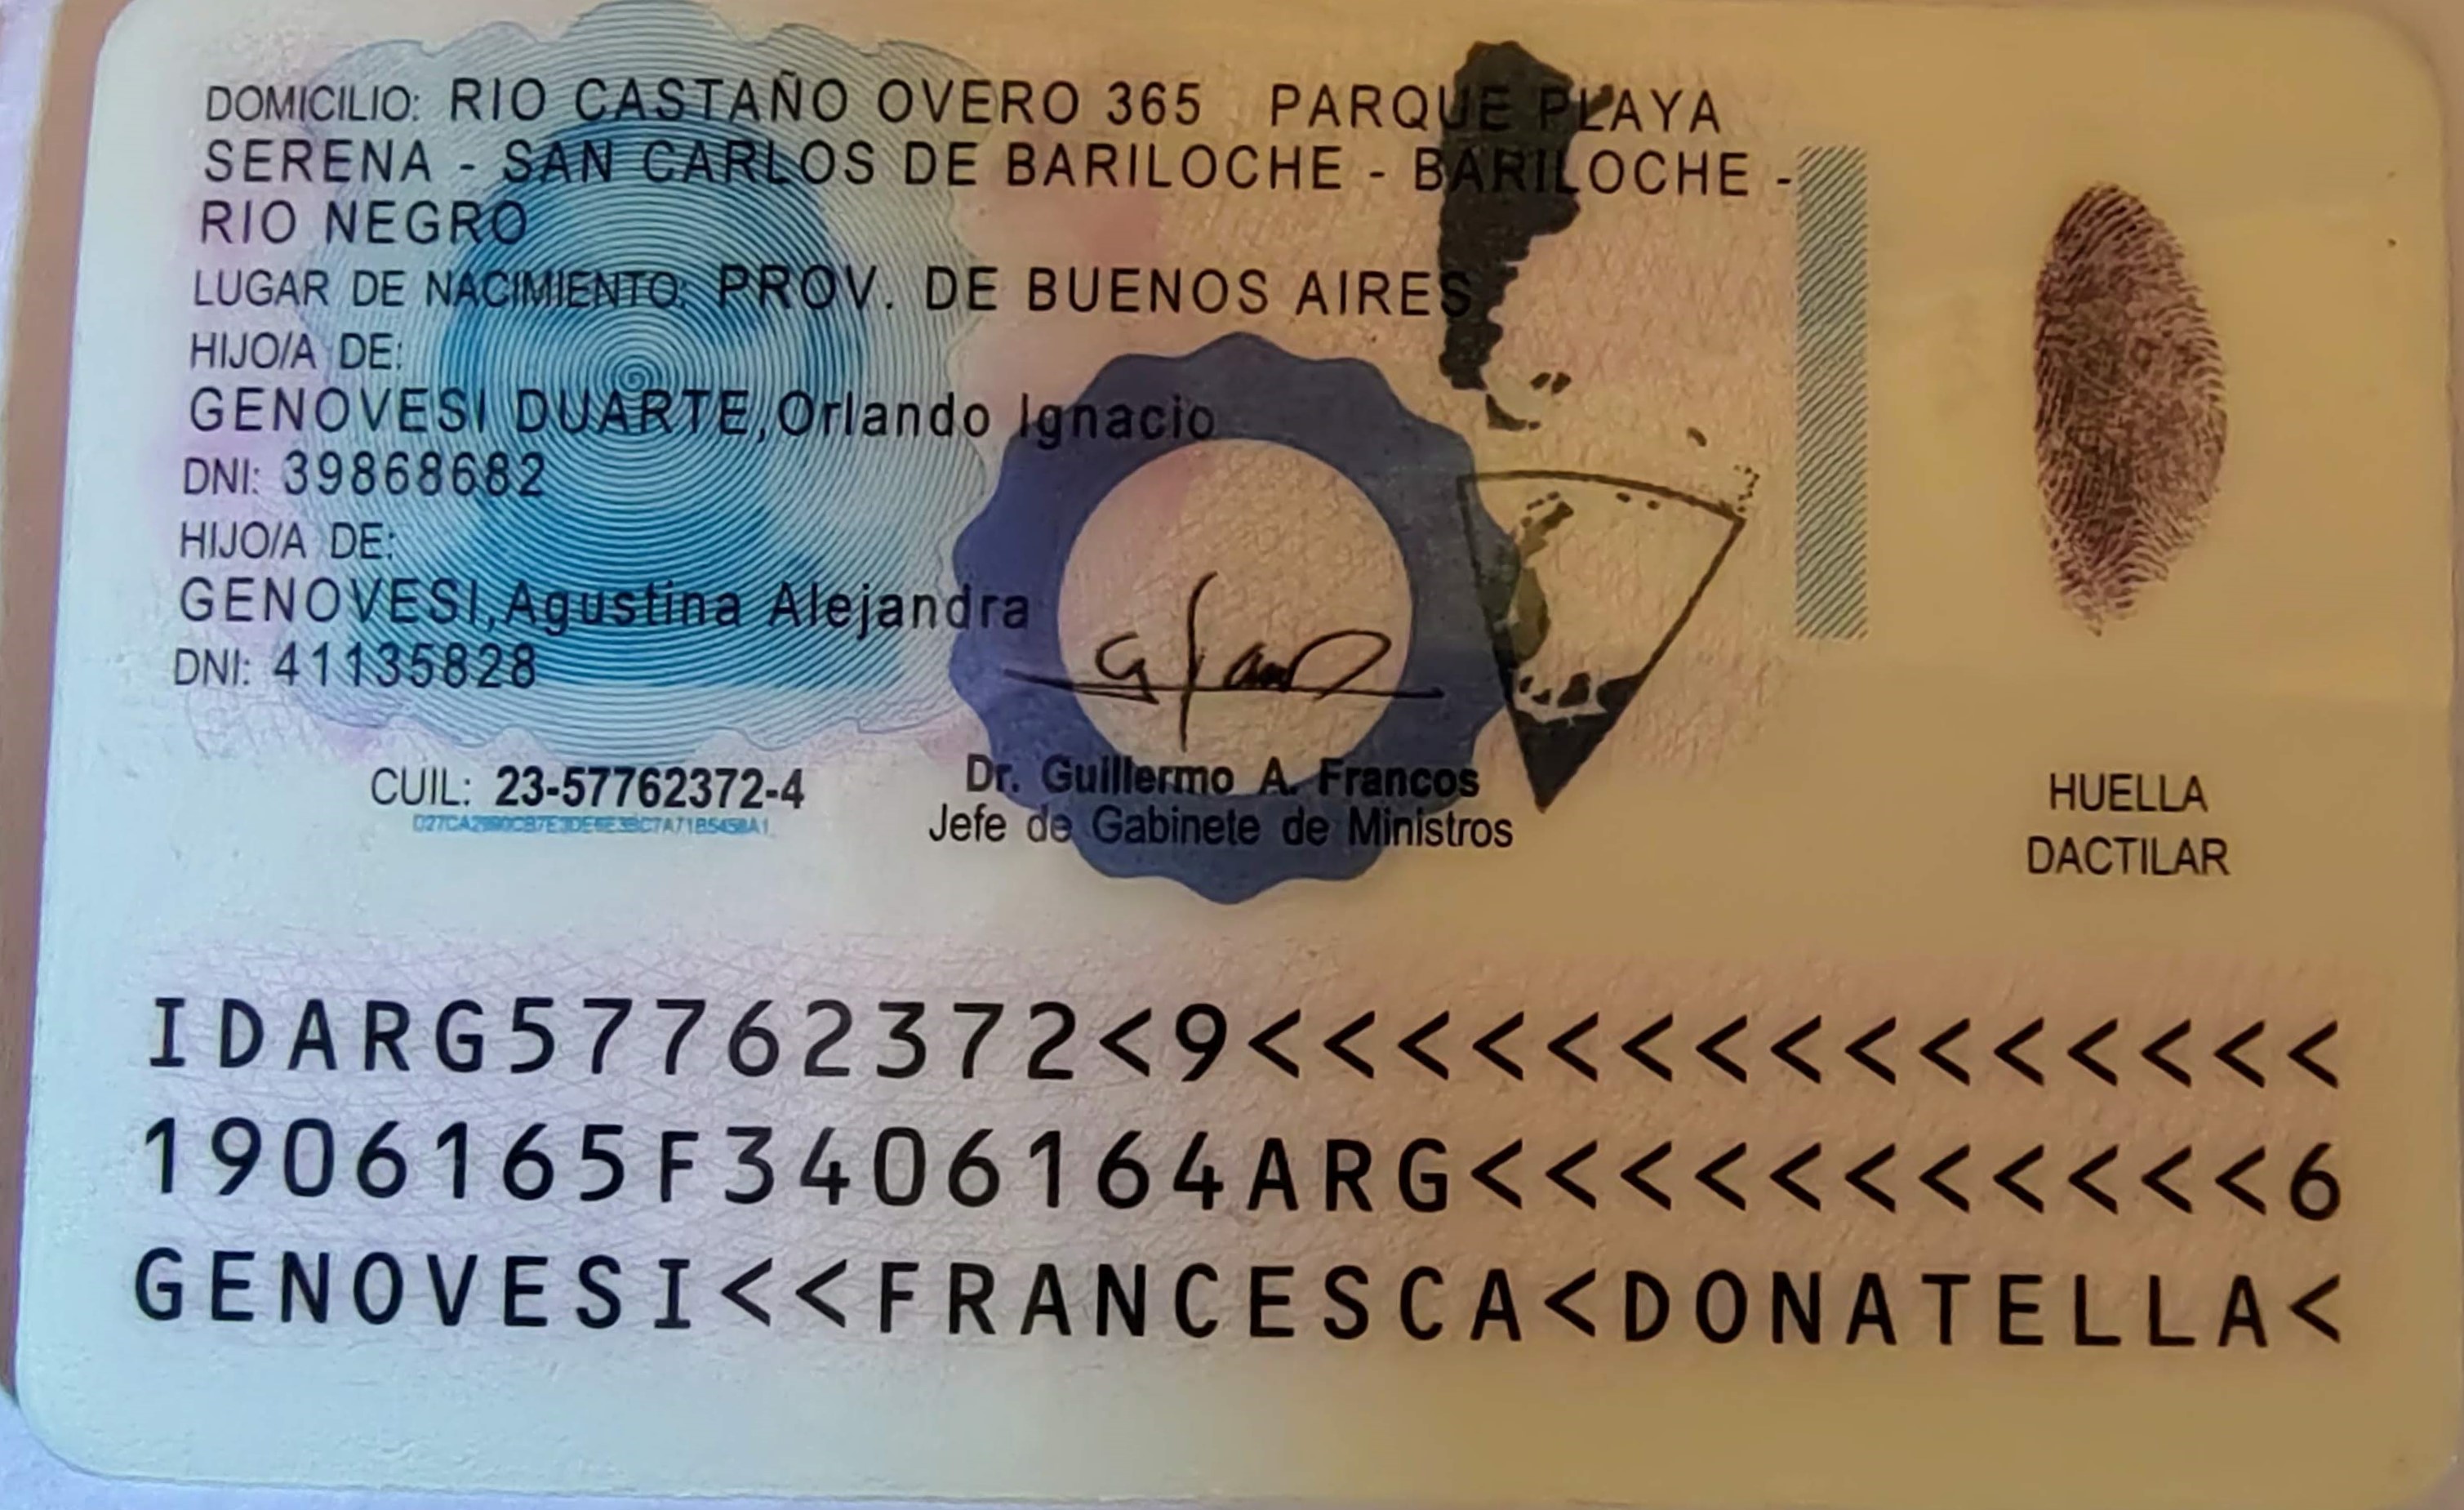 DOMICILIO: RIO CASTAÑO OVERO 365 PARQUE PLAYA
SERENA - SAN CARLOS DE BARILOCHE - BARILOCHE -
RIO NEGRO
LUGAR DE NACIMIENTO: PROV. DE BUENOS AIRES
HIJO/A DE:
GENOVESI DUARTE,Orlando Ignacio
DNI: 39868682
HIJO/A DE:
GENOVESI,Agustina Alejandra
DNI: 41135828
CUIL: 23-57762372-4
Dr. Guillermo A. Francos
Jefe de Gabinete de Ministros
HUELLA
DACTILAR
IDARG57762372<9<<<<<<<<<<<<<<<
1906165F3406164ARG<<<<<<<<<<<6
GENOVESI<<FRANCESCA<DONATELLA<